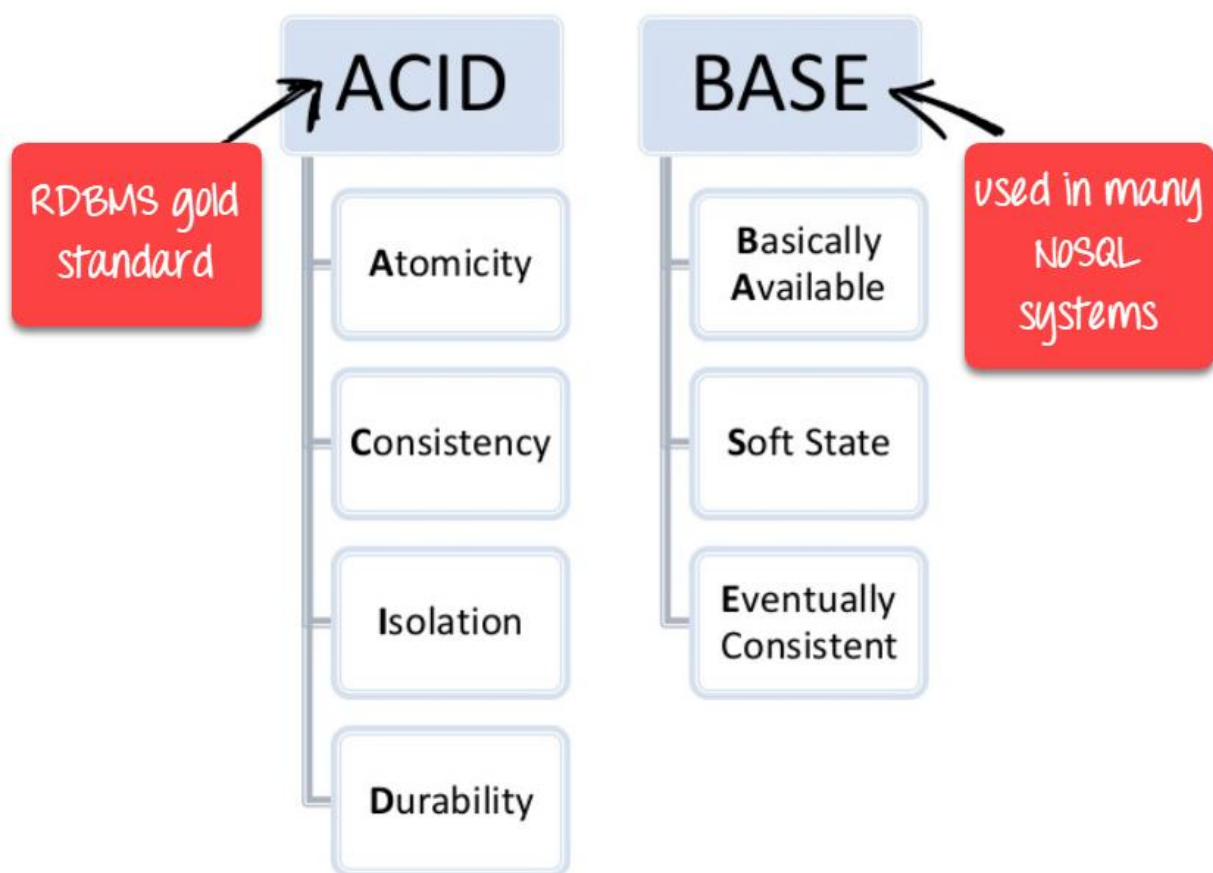 ACID
BASE
RDBMS gold
standard
used in many
NOSQL
systems
Atomicity
Consistency
Isolation
Durability
Basically
Available
Soft State
Eventually
Consistent